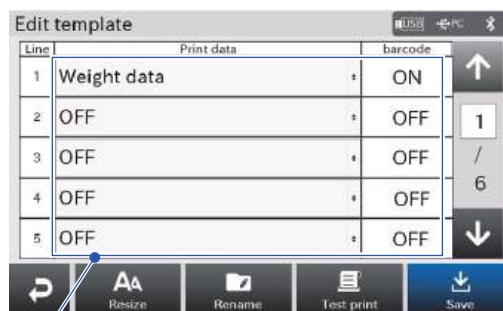 Edit template USB PC
Line Print data barcode
1 Weight data ON
2 OFF OFF
3 OFF OFF
4 OFF OFF
5 OFF OFF
1
/
6
AA
Resize Rename Test print Save